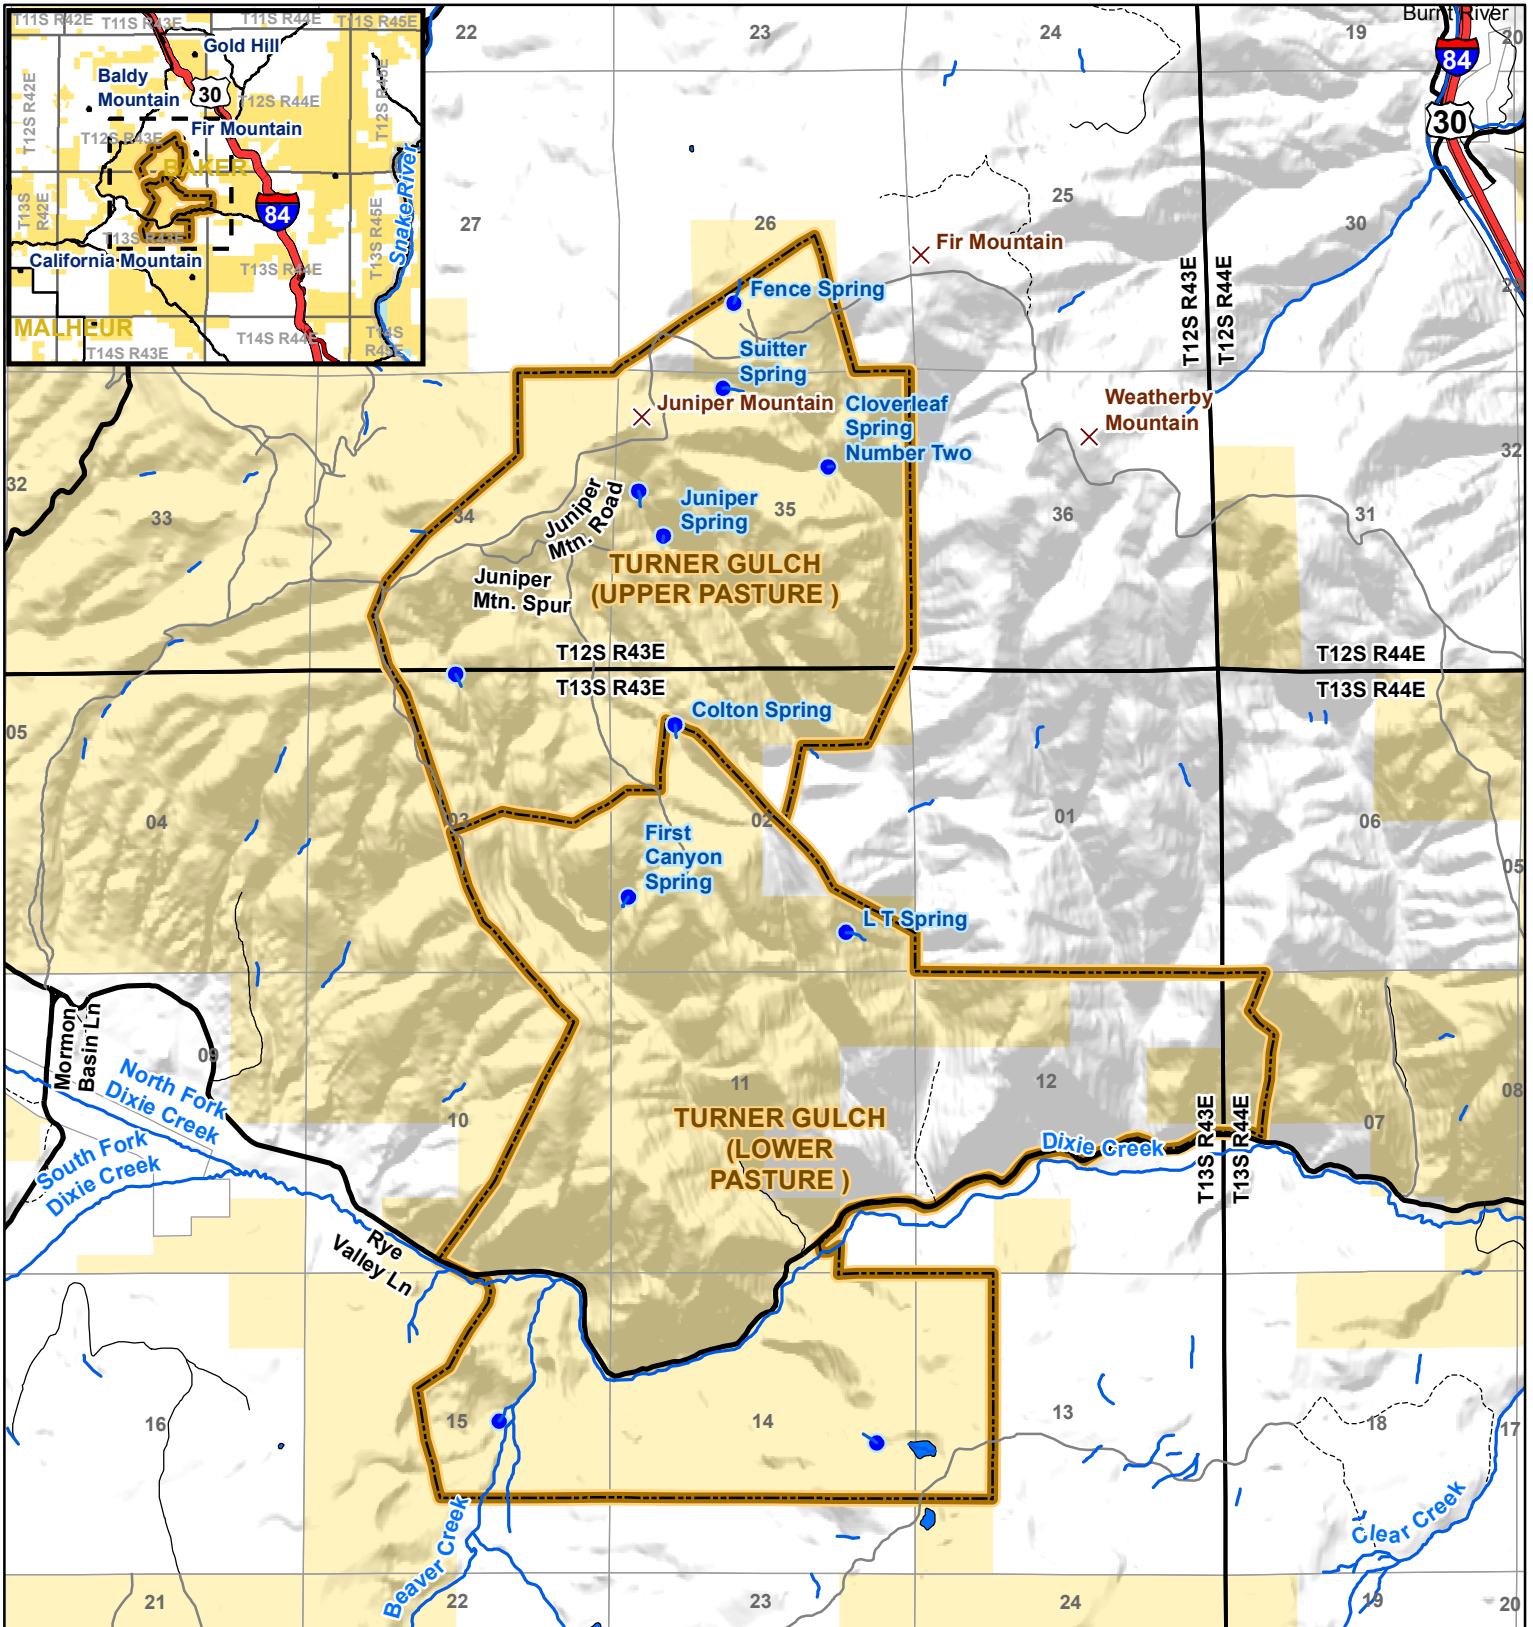 T11S R42E
T11S R43E
T11S R44E
T11S R45E
Gold Hill
Baldy
Mountain
30
T12S R42E
T12S R44E
T12S R45E
T12S R43E
Fir Mountain
BAKER
T13S
R42E
84
Snake River
T13S R43E
T13S R45E
California Mountain
T13S R44E
MALHEUR
T14S R43E
T14S R44E
T14S
R45E
22
23
24
19
Burnt River
20
84
30
27
26
25
30
29
Fir Mountain
Fence Spring
T12S R43E
T12S R44E
Suitter
Spring
Juniper Mountain
Cloverleaf
Spring
Number Two
Weatherby
Mountain
32
33
34
Juniper
Mtn. Road
Juniper
Spring
35
36
31
32
TURNER GULCH
(UPPER PASTURE )
Juniper
Mtn. Spur
T12S R43E
T13S R43E
T12S R44E
T13S R44E
Colton Spring
05
04
03
02
01
06
05
First
Canyon
Spring
L T Spring
Mormon
Basin Ln
09
North Fork
Dixie Creek
South Fork
Dixie Creek
10
11
12
07
08
TURNER GULCH
(LOWER
PASTURE )
Dixie Creek
T13S R43E
T13S R44E
Rye
Valley Ln
16
15
14
13
18
17
Beaver Creek
Clear Creek
21
22
23
24
19
20